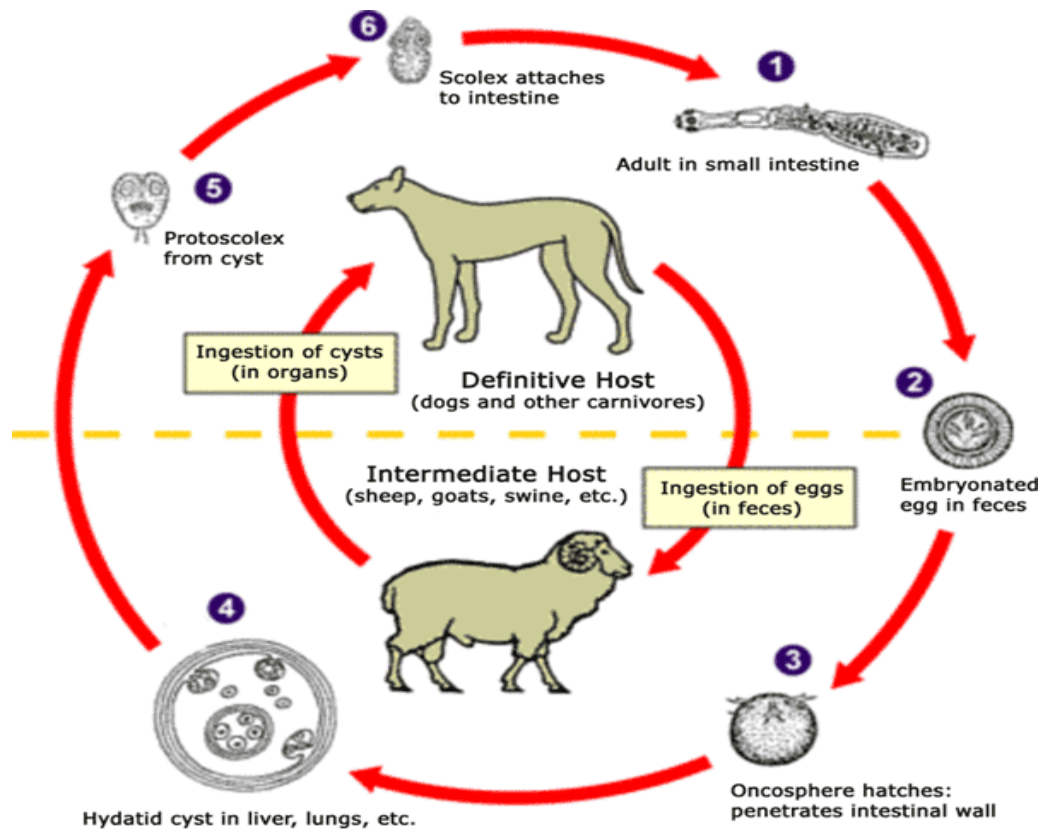 6
Scolex attaches
to intestine
1
Adult in small intestine
5
Protoscolex
from cyst
Ingestion of cysts
(in organs)
Definitive Host
(dogs and other carnivores)
2
Embryonated
egg in feces
Intermediate Host
(sheep, goats, swine, etc.)
Ingestion of eggs
(in feces)
3
Oncosphere hatches:
penetrates intestinal wall
4
Hydatid cyst in liver, lungs, etc.